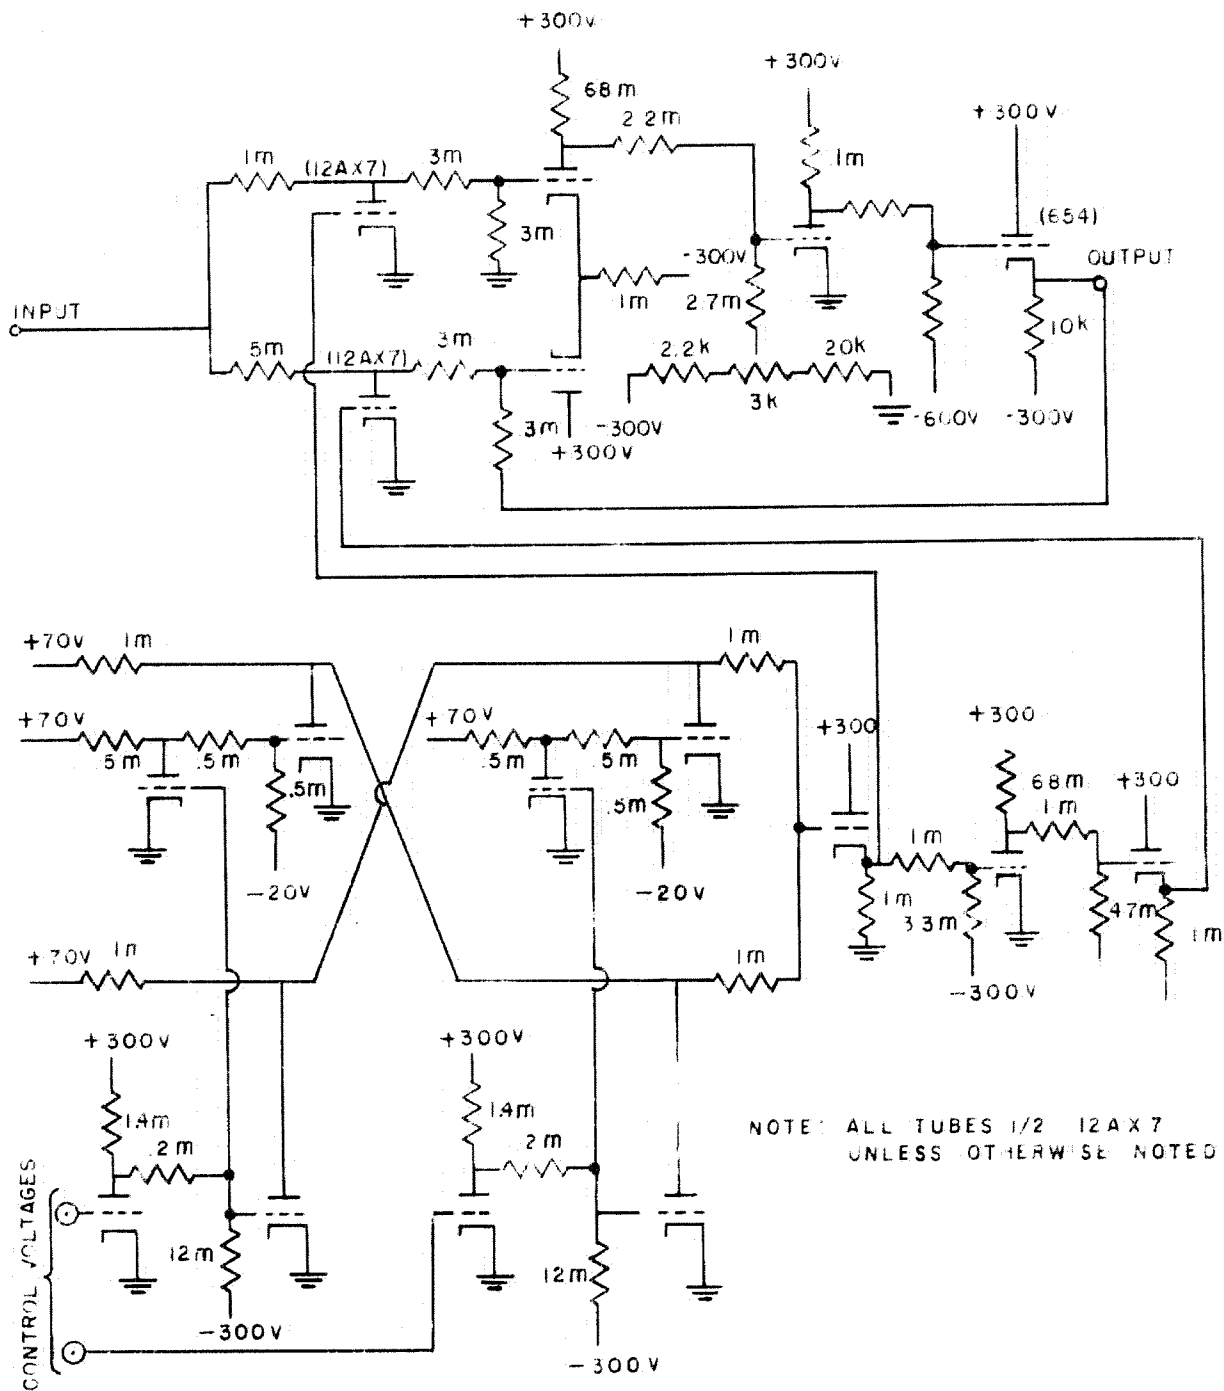 +300V
68m
2.2m
+300V
1m
+300V
1m
(12AX7)
3m
3m
(654)
OUTPUT
-300V
1m
2.7m
10k
INPUT
5m
(12AX7)
3m
2.2k
20k
3k
3m
-300V
+300V
-600V
-300V
+70V
1m
1m
+70V
.5m
.5m
+70V
.5m
.5m
+300
+300
.5m
.5m
68m
1m
+300
-20V
-20V
1m
1m
3.3m
47m
1m
+70V
1m
-300V
+300V
+300V
1.4m
.2m
1.4m
.2m
NOTE: ALL TUBES 1/2 12AX7
UNLESS OTHERWISE NOTED
CONTROL VOLTAGES
12m
12m
-300V
-300V